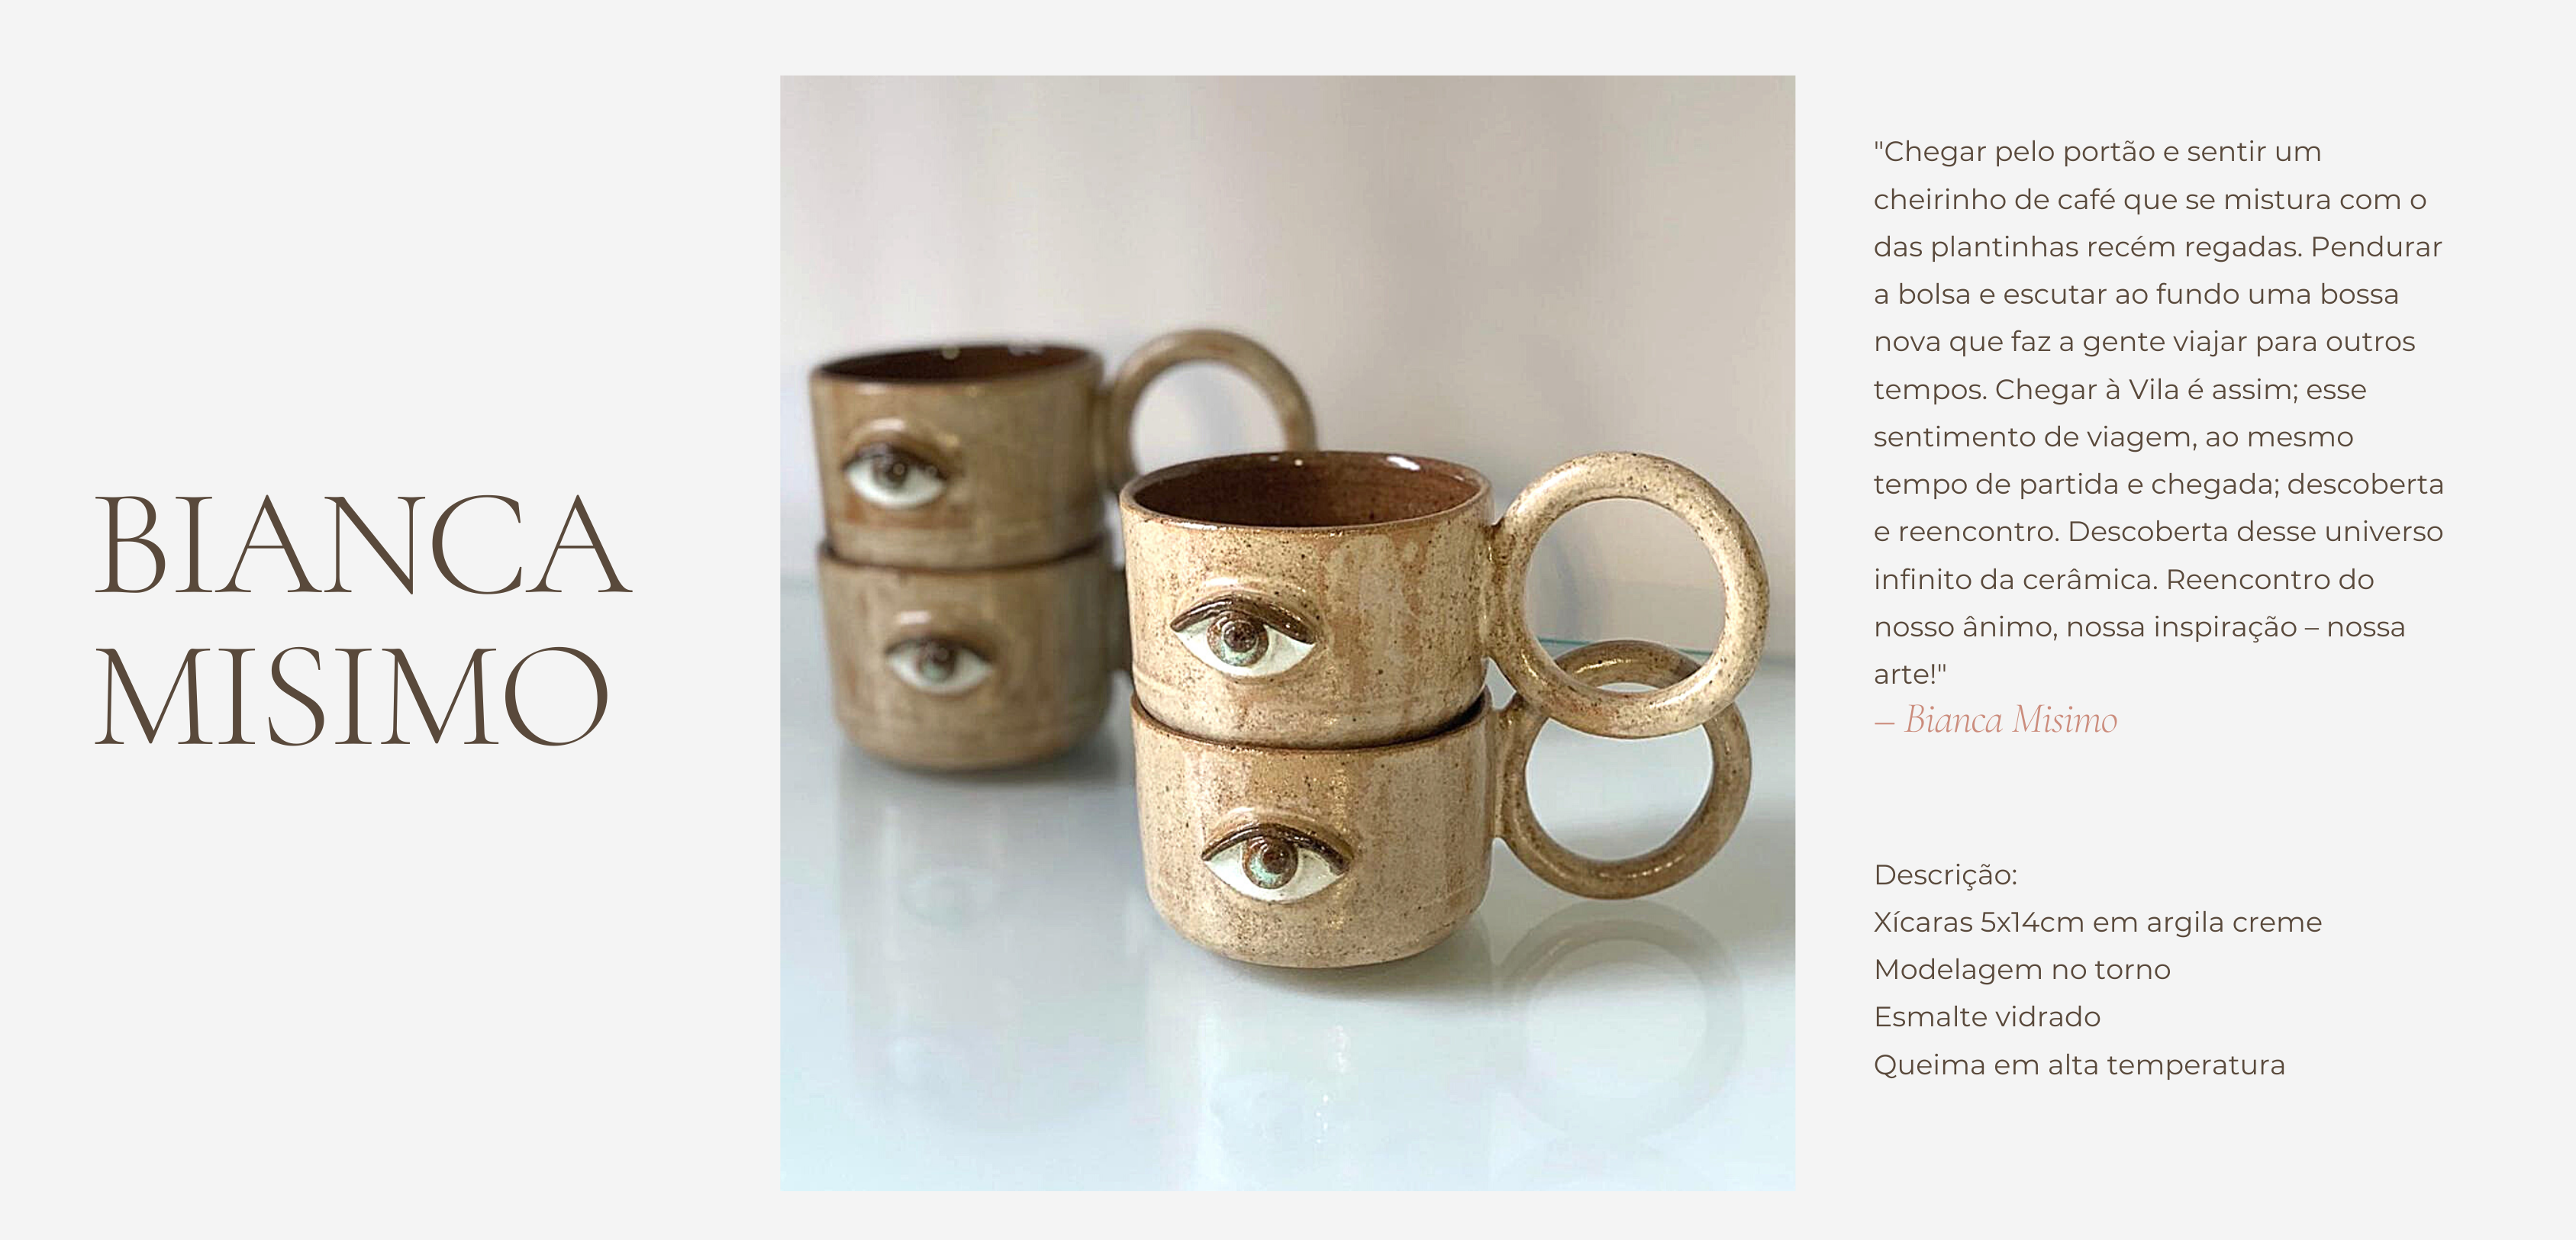 BIANCA
MISIMO
"Chegar pelo portão e sentir um
cheirinho de café que se mistura com o
das plantinhas recém regadas. Pendurar
a bolsa e escutar ao fundo uma bossa
nova que faz a gente viajar para outros
tempos. Chegar à Vila é assim; esse
sentimento de viagem, ao mesmo
tempo de partida e chegada; descoberta
e reencontro. Descoberta desse universo
infinito da cerâmica. Reencontro do
nosso ânimo, nossa inspiração – nossa
arte!"
– Bianca Misimo
Descrição:
Xícaras 5x14cm em argila creme
Modelagem no torno
Esmalte vidrado
Queima em alta temperatura